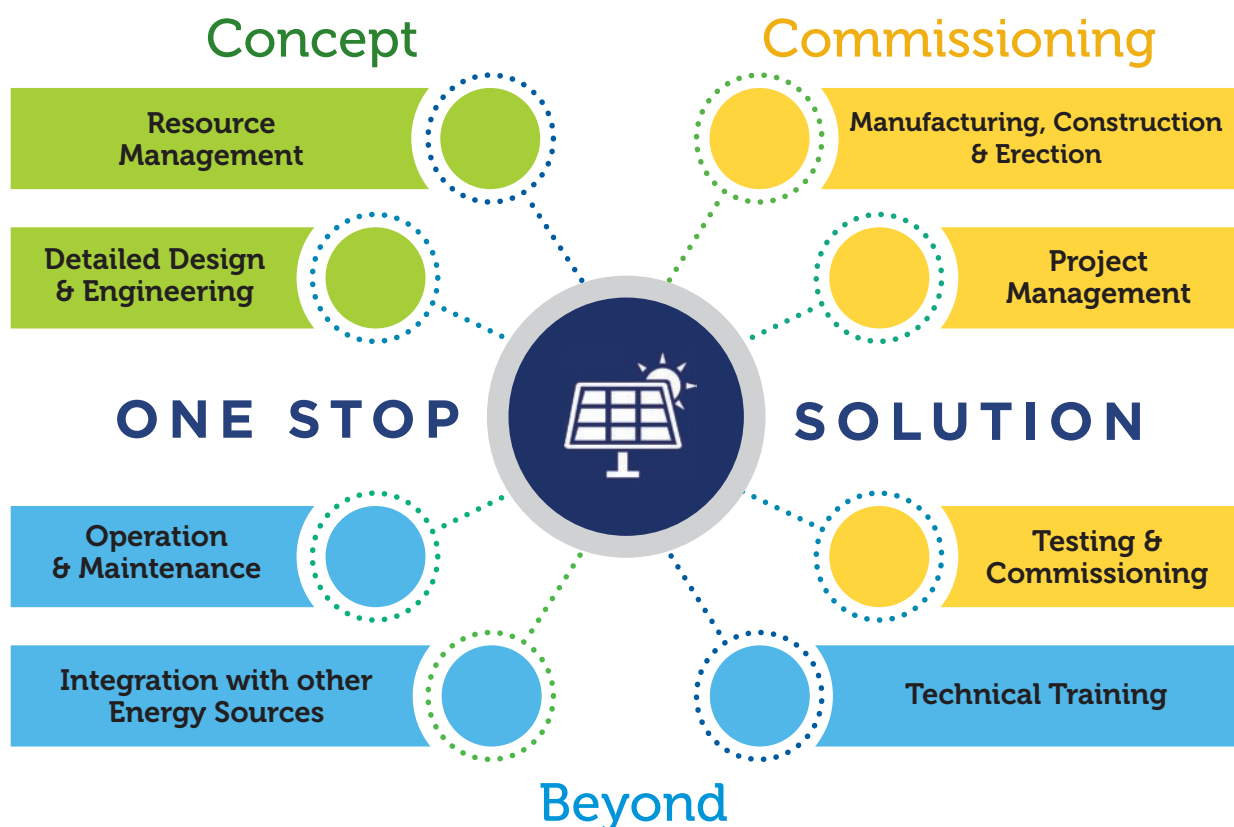 Concept
Commissioning
Resource
Management
Manufacturing, Construction
& Erection
Detailed Design
& Engineering
Project
Management
ONE STOP
SOLUTION
Operation
& Maintenance
Testing &
Commissioning
Integration with other
Energy Sources
Technical Training
Beyond